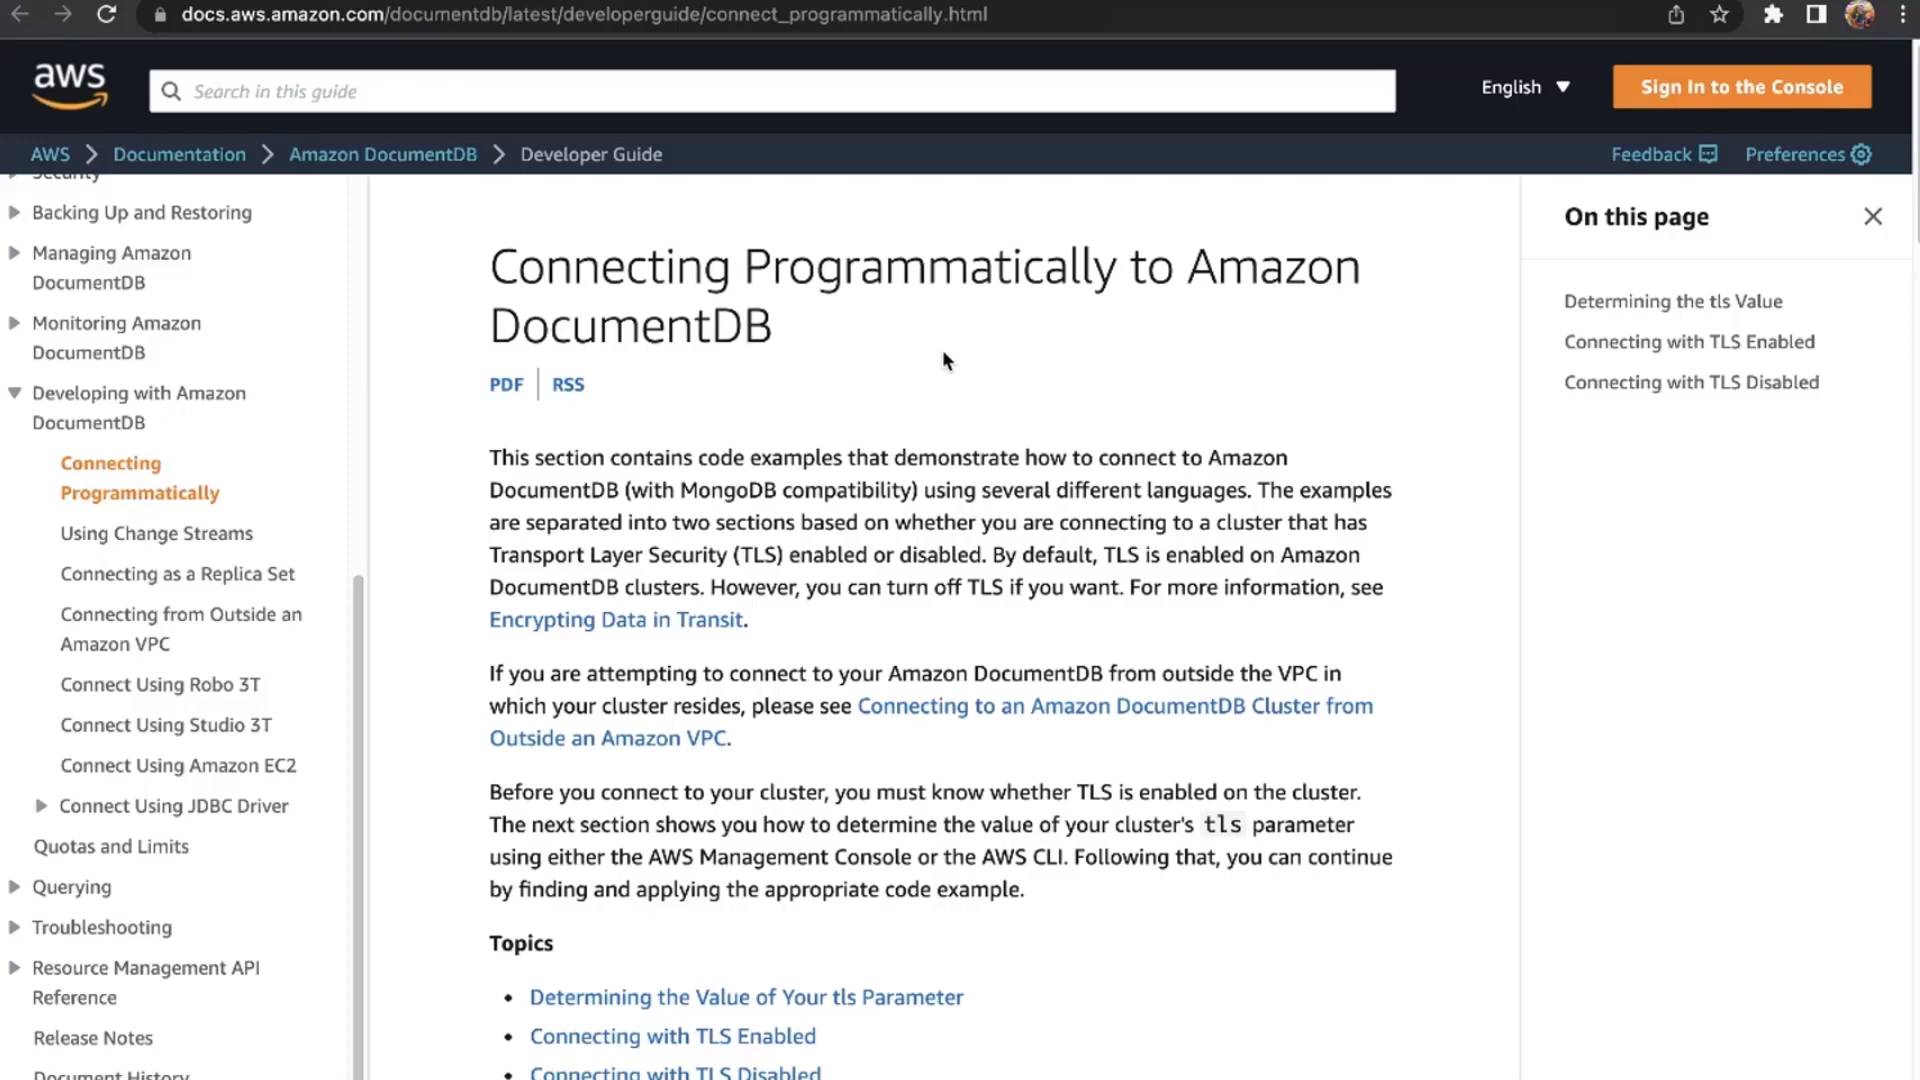 docs.aws.amazon.com/documentdb/latest/developerguide/connect_programmatically.html
aws
Search in this guide
English
Sign In to the Console
AWS
Documentation
Amazon DocumentDB
Developer Guide
Feedback
Preferences
Security
Backing Up and Restoring
Managing Amazon
DocumentDB
Monitoring Amazon
DocumentDB
Developing with Amazon
DocumentDB
Connecting
Programmatically
Using Change Streams
Connecting as a Replica Set
Connecting from Outside an
Amazon VPC
Connect Using Robo 3T
Connect Using Studio 3T
Connect Using Amazon EC2
Connect Using JDBC Driver
Quotas and Limits
Querying
Troubleshooting
Resource Management API
Reference
Release Notes
Document History
Connecting Programmatically to Amazon
DocumentDB
PDF
RSS
This section contains code examples that demonstrate how to connect to Amazon
DocumentDB (with MongoDB compatibility) using several different languages. The examples
are separated into two sections based on whether you are connecting to a cluster that has
Transport Layer Security (TLS) enabled or disabled. By default, TLS is enabled on Amazon
DocumentDB clusters. However, you can turn off TLS if you want. For more information, see
Encrypting Data in Transit.
If you are attempting to connect to your Amazon DocumentDB from outside the VPC in
which your cluster resides, please see Connecting to an Amazon DocumentDB Cluster from
Outside an Amazon VPC.
Before you connect to your cluster, you must know whether TLS is enabled on the cluster.
The next section shows you how to determine the value of your cluster's tls parameter
using either the AWS Management Console or the AWS CLI. Following that, you can continue
by finding and applying the appropriate code example.
Topics
• Determining the Value of Your tls Parameter
• Connecting with TLS Enabled
• Connecting with TLS Disabled
On this page
Determining the tls Value
Connecting with TLS Enabled
Connecting with TLS Disabled